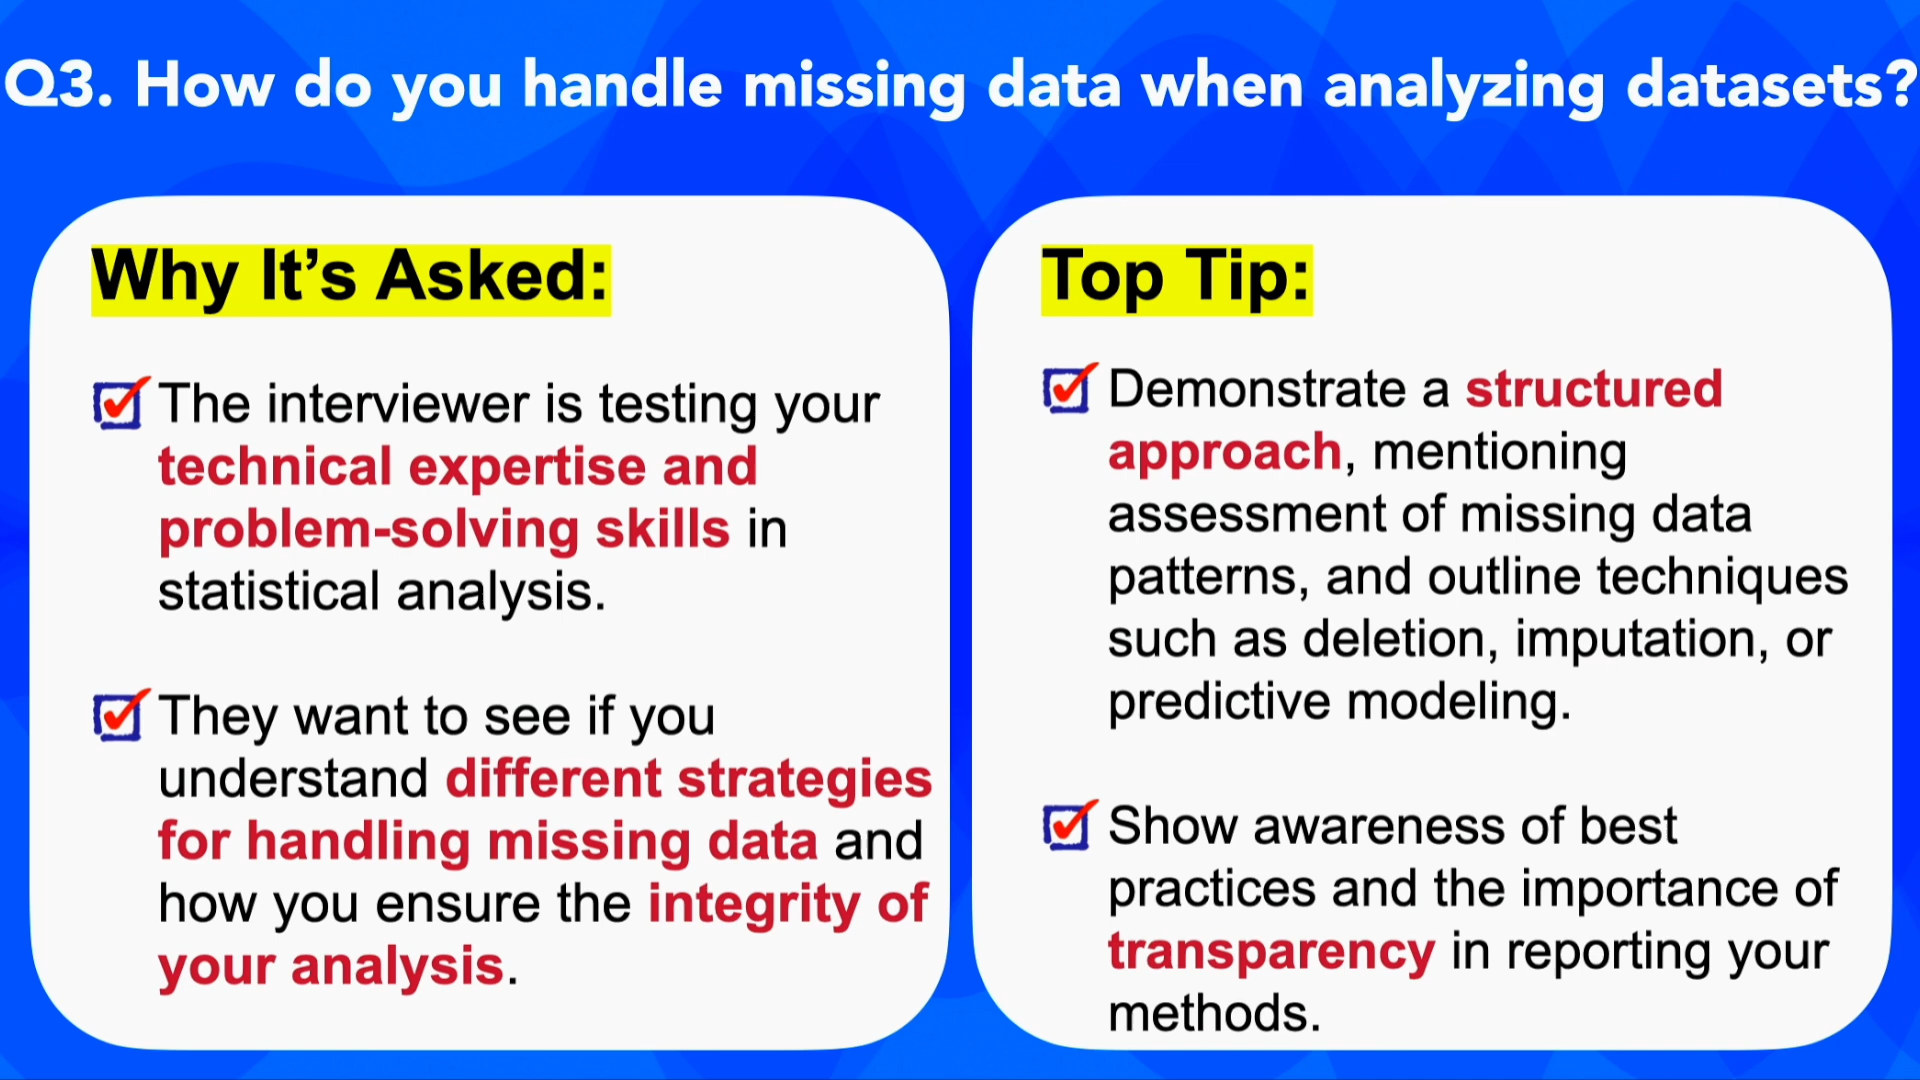 Q3. How do you handle missing data when analyzing datasets?
Why It’s Asked:
The interviewer is testing your
technical expertise and
problem-solving skills in
statistical analysis.
They want to see if you
understand different strategies
for handling missing data and
how you ensure the integrity of
your analysis.
Top Tip:
Demonstrate a structured
approach, mentioning
assessment of missing data
patterns, and outline techniques
such as deletion, imputation, or
predictive modeling.
Show awareness of best
practices and the importance of
transparency in reporting your
methods.